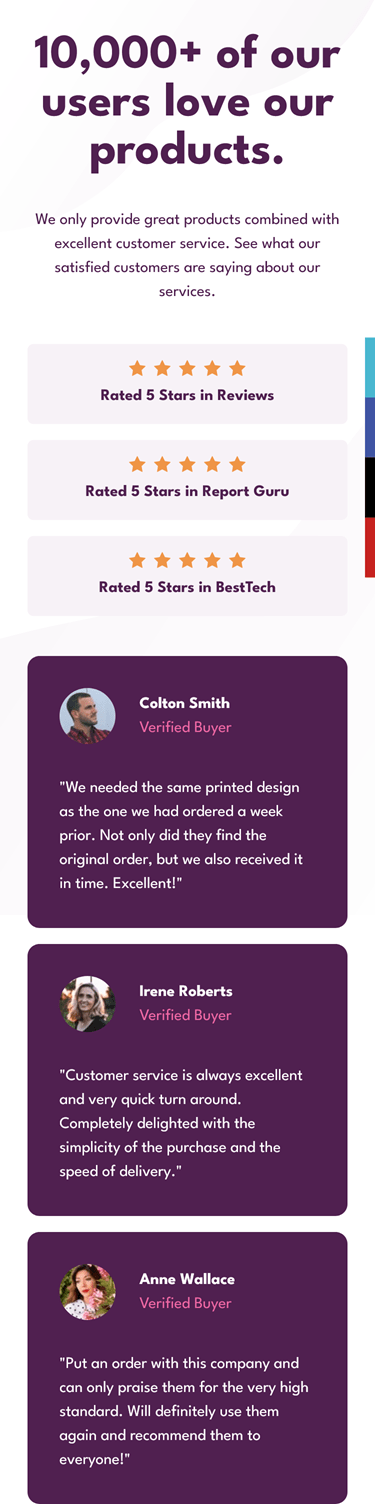 10,000+ of our
users love our
products.
We only provide great products combined with
excellent customer service. See what our
satisfied customers are saying about our
services.
Rated 5 Stars in Reviews
Rated 5 Stars in Report Guru
Rated 5 Stars in BestTech
Colton Smith
Verified Buyer
"We needed the same printed design
as the one we had ordered a week
prior. Not only did they find the
original order, but we also received it
in time. Excellent!"
Irene Roberts
Verified Buyer
"Customer service is always excellent
and very quick turn around.
Completely delighted with the
simplicity of the purchase and the
speed of delivery."
Anne Wallace
Verified Buyer
"Put an order with this company and
can only praise them for the very high
standard. Will definitely use them
again and recommend them to
everyone!"